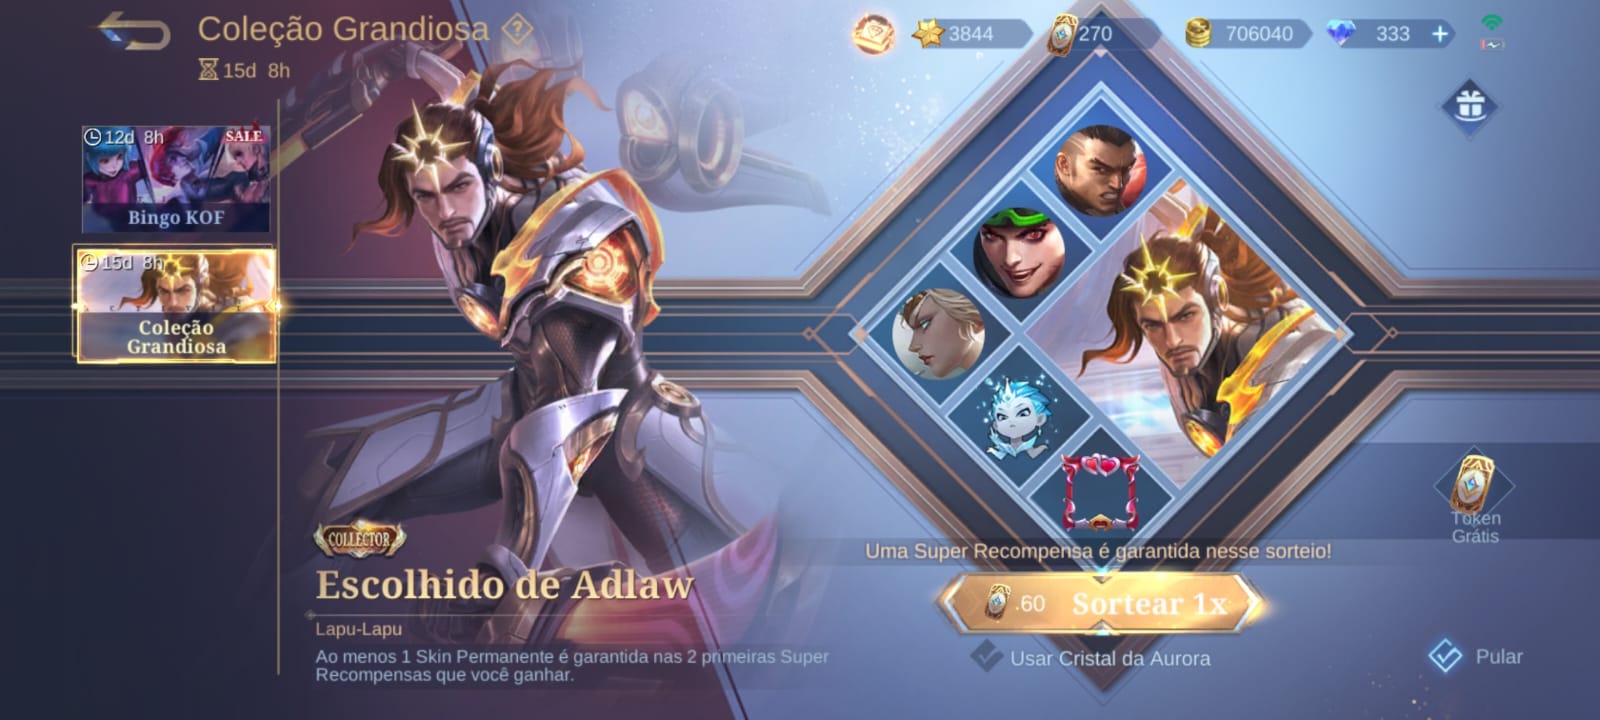 Coleção Grandiosa ?
15d 8h
3844
270
706040
333 +
12d 8h
SALE
Bingo KOF
15d 8h
Coleção
Grandiosa
COLLECTOR
Escolhido de Adlaw
Lapu-Lapu
Ao menos 1 Skin Permanente é garantida nas 2 primeiras Super
Recompensas que você ganhar.
Token
Grátis
Uma Super Recompensa é garantida nesse sorteio!
.60 Sortear 1x
Usar Cristal da Aurora
Pular